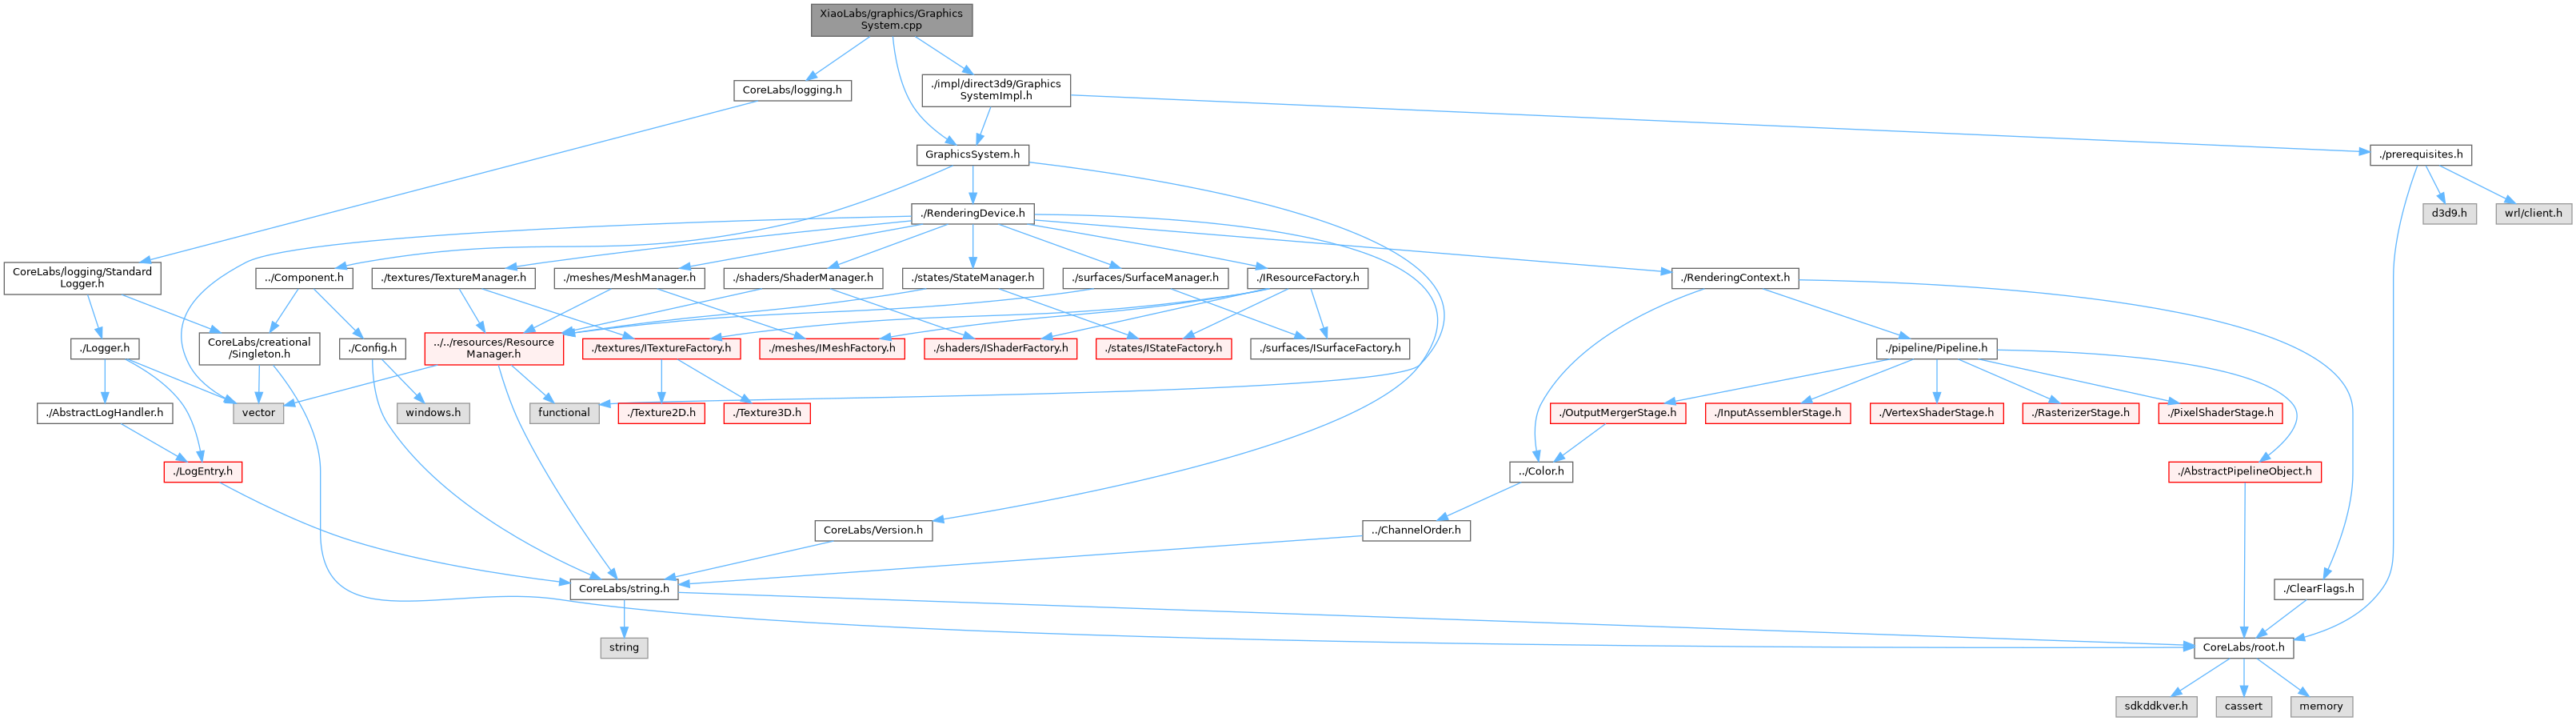 XiaoLabs/graphics/Graphics
System.cpp
CoreLabs/logging.h
./impl/direct3d9/Graphics
SystemImpl.h
GraphicsSystem.h
./prerequisites.h
./RenderingDevice.h
d3d9.h
wrl/client.h
CoreLabs/logging/Standard
Logger.h
../Component.h
./textures/TextureManager.h
./meshes/MeshManager.h
./shaders/ShaderManager.h
./states/StateManager.h
./surfaces/SurfaceManager.h
./IResourceFactory.h
./RenderingContext.h
./Logger.h
CoreLabs/creational
/Singleton.h
./Config.h
../../resources/Resource
Manager.h
./textures/ITextureFactory.h
./meshes/IMeshFactory.h
./shaders/IShaderFactory.h
./states/IStateFactory.h
./surfaces/ISurfaceFactory.h
./pipeline/Pipeline.h
./AbstractLogHandler.h
vector
windows.h
functional
./Texture2D.h
./Texture3D.h
./OutputMergerStage.h
./InputAssemblerStage.h
./VertexShaderStage.h
./RasterizerStage.h
./PixelShaderStage.h
./LogEntry.h
../Color.h
./AbstractPipelineObject.h
CoreLabs/Version.h
../ChannelOrder.h
CoreLabs/string.h
./ClearFlags.h
string
CoreLabs/root.h
sdkddkver.h
cassert
memory